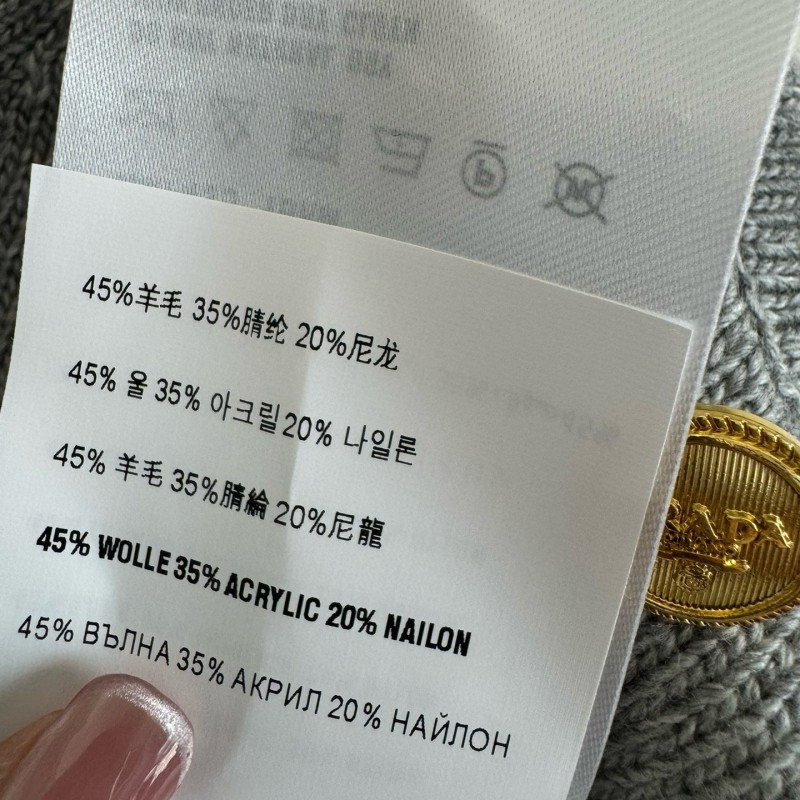 45%羊毛 35%腈纶 20%尼龙
45% 울 35% 아크릴20% 나일론
45% 羊毛 35%腈綸 20%尼龍
45% WOLLE 35% ACRYLIC 20% NAILON
45% ВЪЛНА 35% АКРИЛ 20% НАЙЛОН